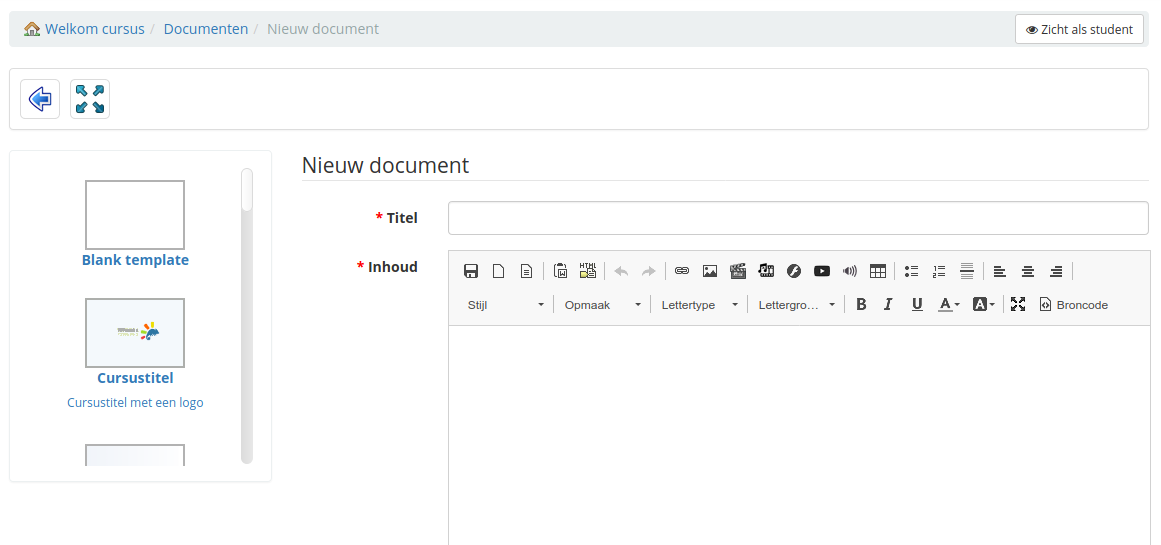 Welkom cursus / Documenten / Nieuw document
Zicht als student
Blank template
Cursustitel
Cursustitel met een logo
Nieuw document
* Titel
* Inhoud
HTML
Stijl Opmaak Lettertype Lettergro... B I U A A Broncode